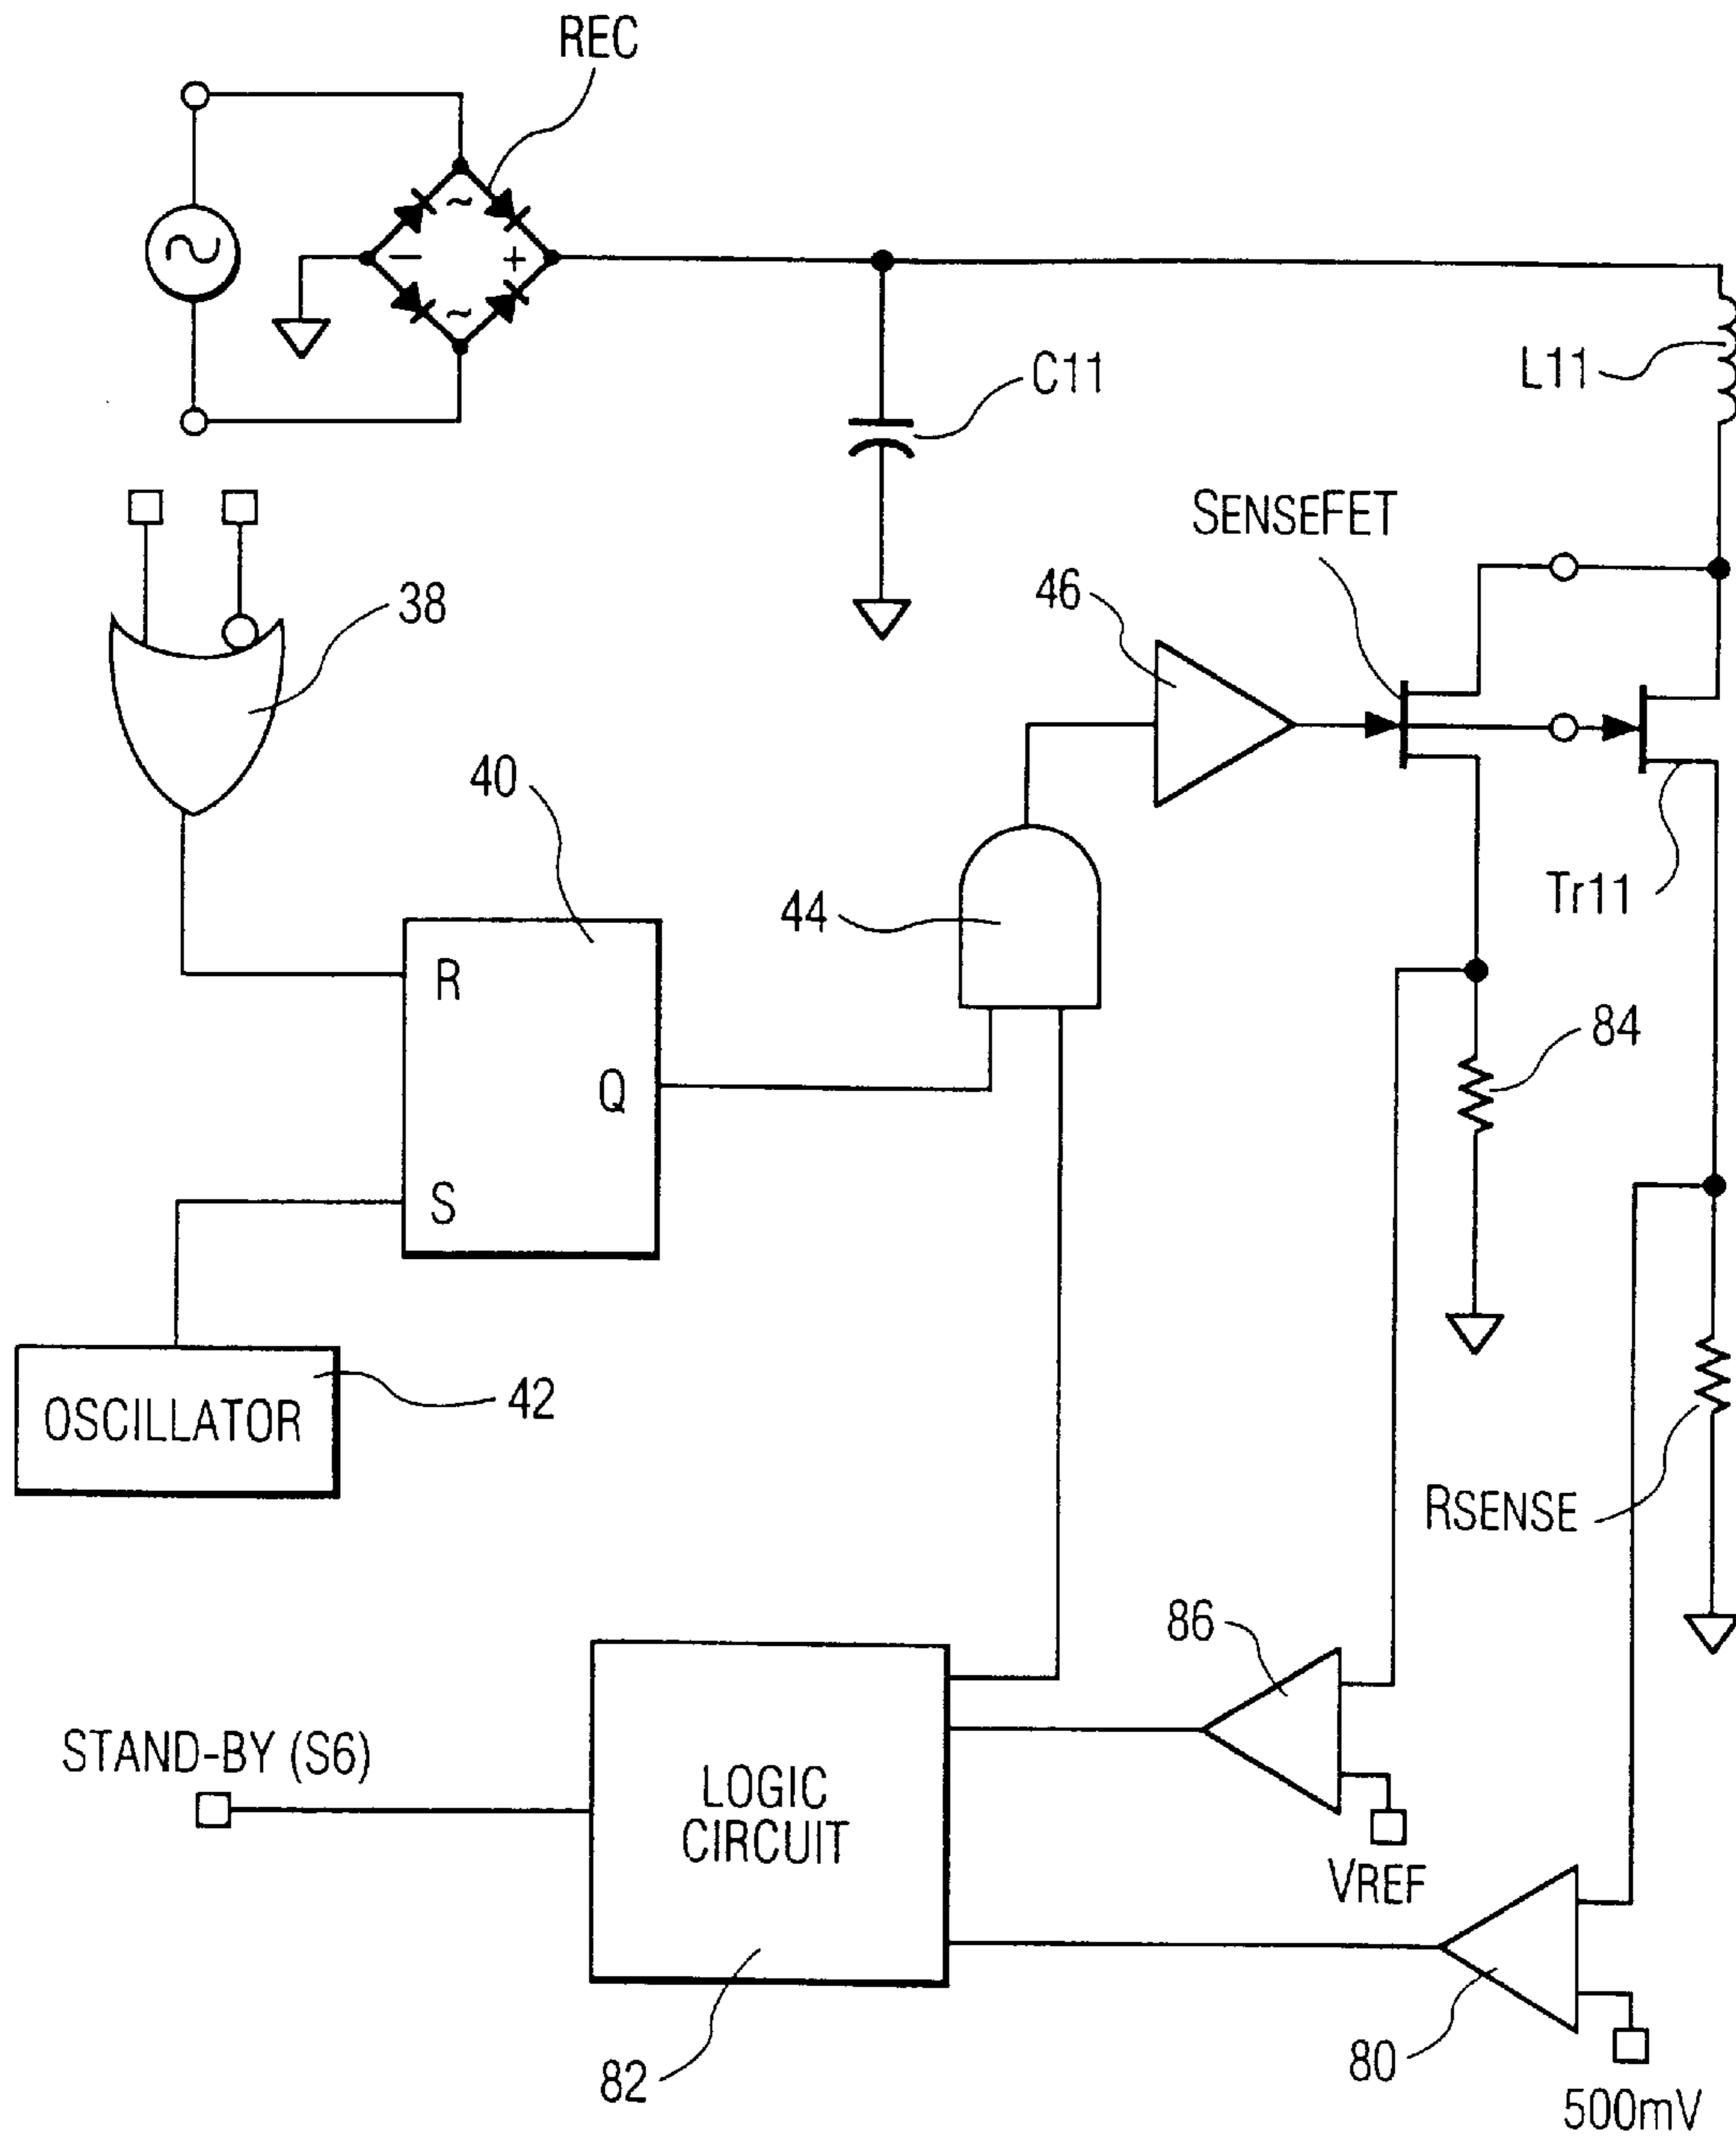 REC
~
+
−
~
C11
L11
SENSEFET
38
46
40
44
Tr11
R
Q
S
84
OSCILLATOR
42
RSENSE
86
STAND-BY (S6)
LOGIC
CIRCUIT
VREF
82
80
500mV